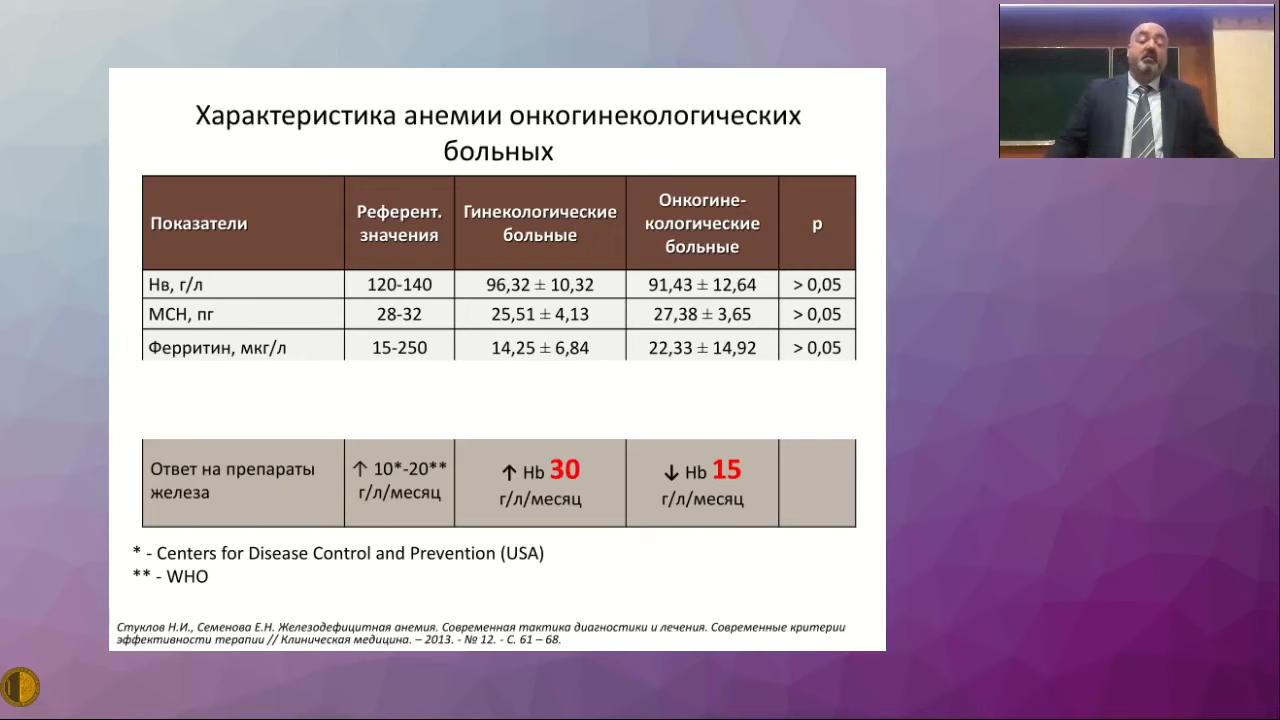 Характеристика анемии онкогинекологических
больных
Показатели
Референт.
значения
Гинекологические
больные
Онкогине-
кологические
больные
р
Нв, г/л 120-140 96,32 ± 10,32 91,43 ± 12,64 > 0,05
МСН, пг 28-32 25,51 ± 4,13 27,38 ± 3,65 > 0,05
Ферритин, мкг/л 15-250 14,25 ± 6,84 22,33 ± 14,92 > 0,05
Ответ на препараты
железа
↑ 10*-20**
г/л/месяц
↑ Hb 30
г/л/месяц
↓ Hb 15
г/л/месяц
* - Centers for Disease Control and Prevention (USA)
** - WHO
Стуклов Н.И., Семенова Е.Н. Железодефицитная анемия. Современная тактика диагностики и лечения. Современные критерии
эффективности терапии // Клиническая медицина. – 2013. - № 12. - С. 61 – 68.